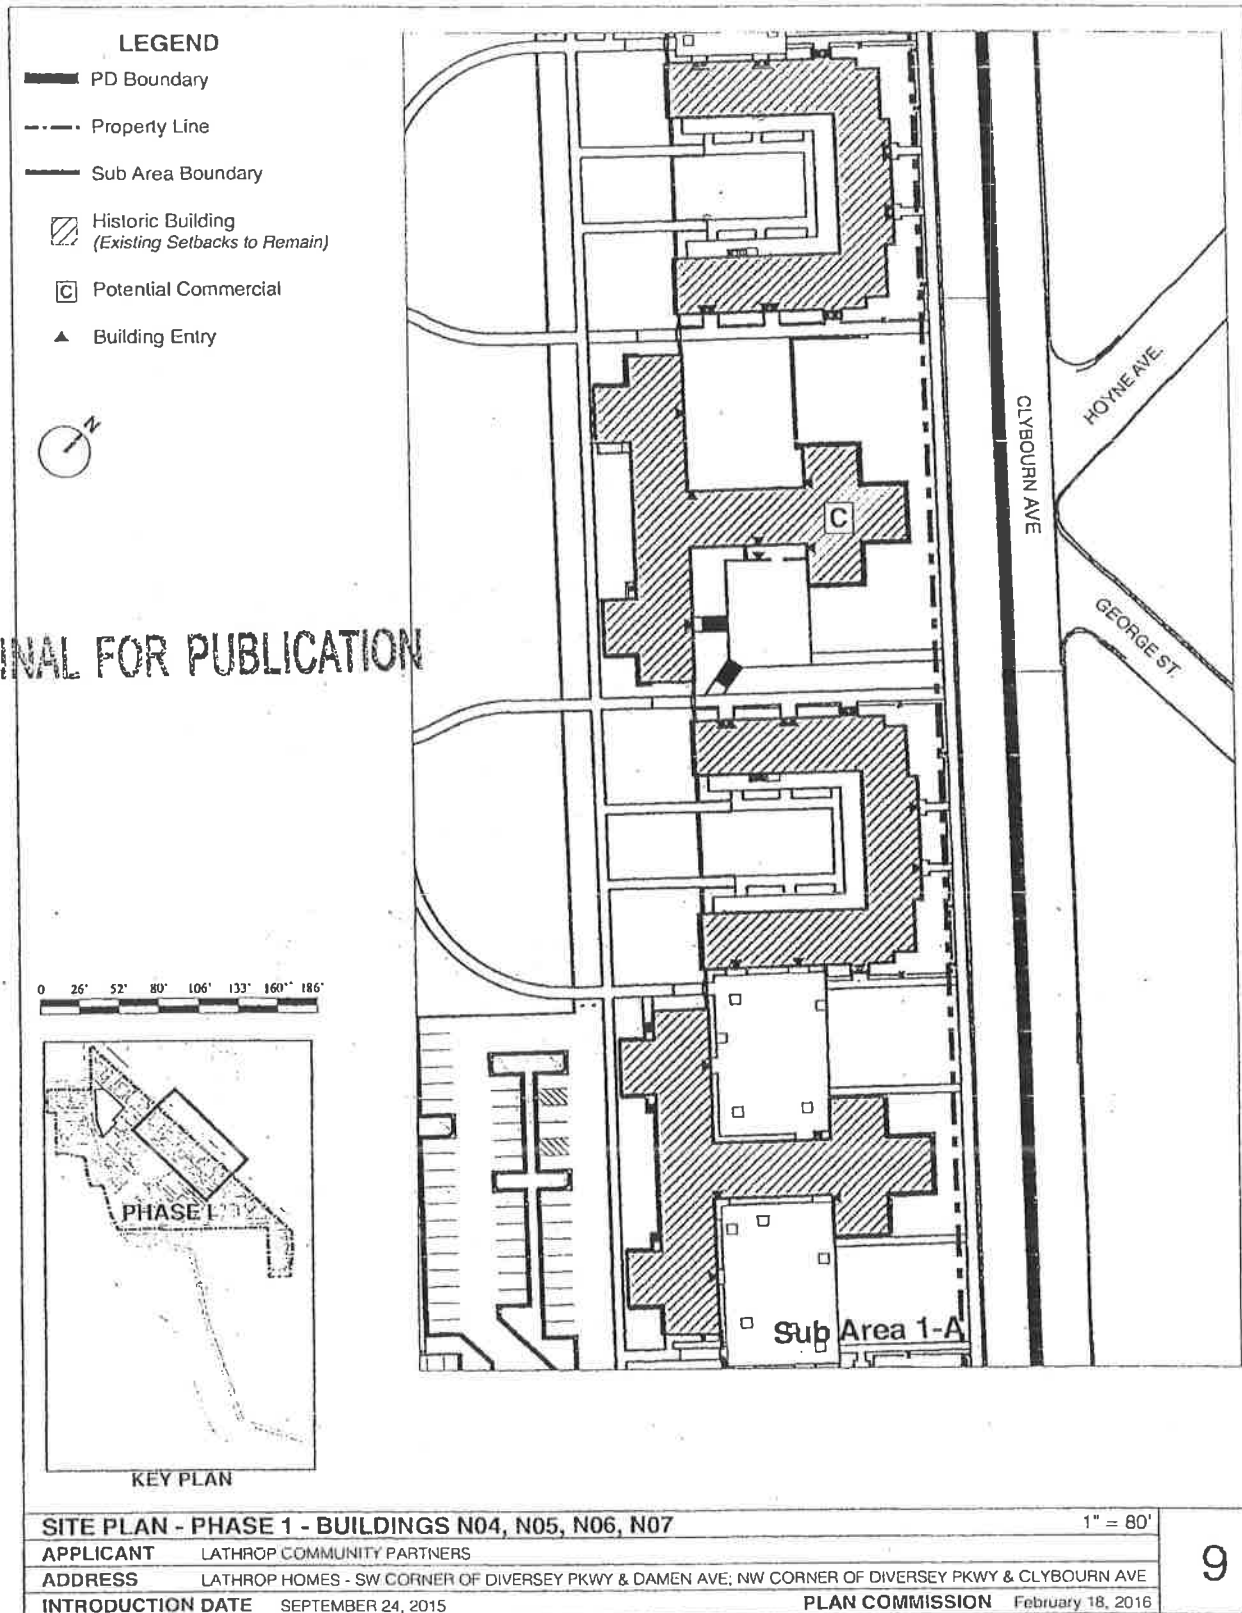 LEGEND
PD Boundary
Property Line
Sub Area Boundary
Historic Building
(Existing Setbacks to Remain)
C Potential Commercial
Building Entry
N
HOYNE AVE.
CLYBOURN AVE
C
GEORGE ST.
INAL FOR PUBLICATION
0 26' 52' 80' 106' 133' 160' 186'
PHASE 1
KEY PLAN
Sub Area 1-A
SITE PLAN - PHASE 1 - BUILDINGS N04, N05, N06, N07 1" = 80'
APPLICANT LATHROP COMMUNITY PARTNERS
ADDRESS LATHROP HOMES - SW CORNER OF DIVERSEY PKWY & DAMEN AVE; NW CORNER OF DIVERSEY PKWY & CLYBOURN AVE
INTRODUCTION DATE SEPTEMBER 24, 2015 PLAN COMMISSION February 18, 2016
9